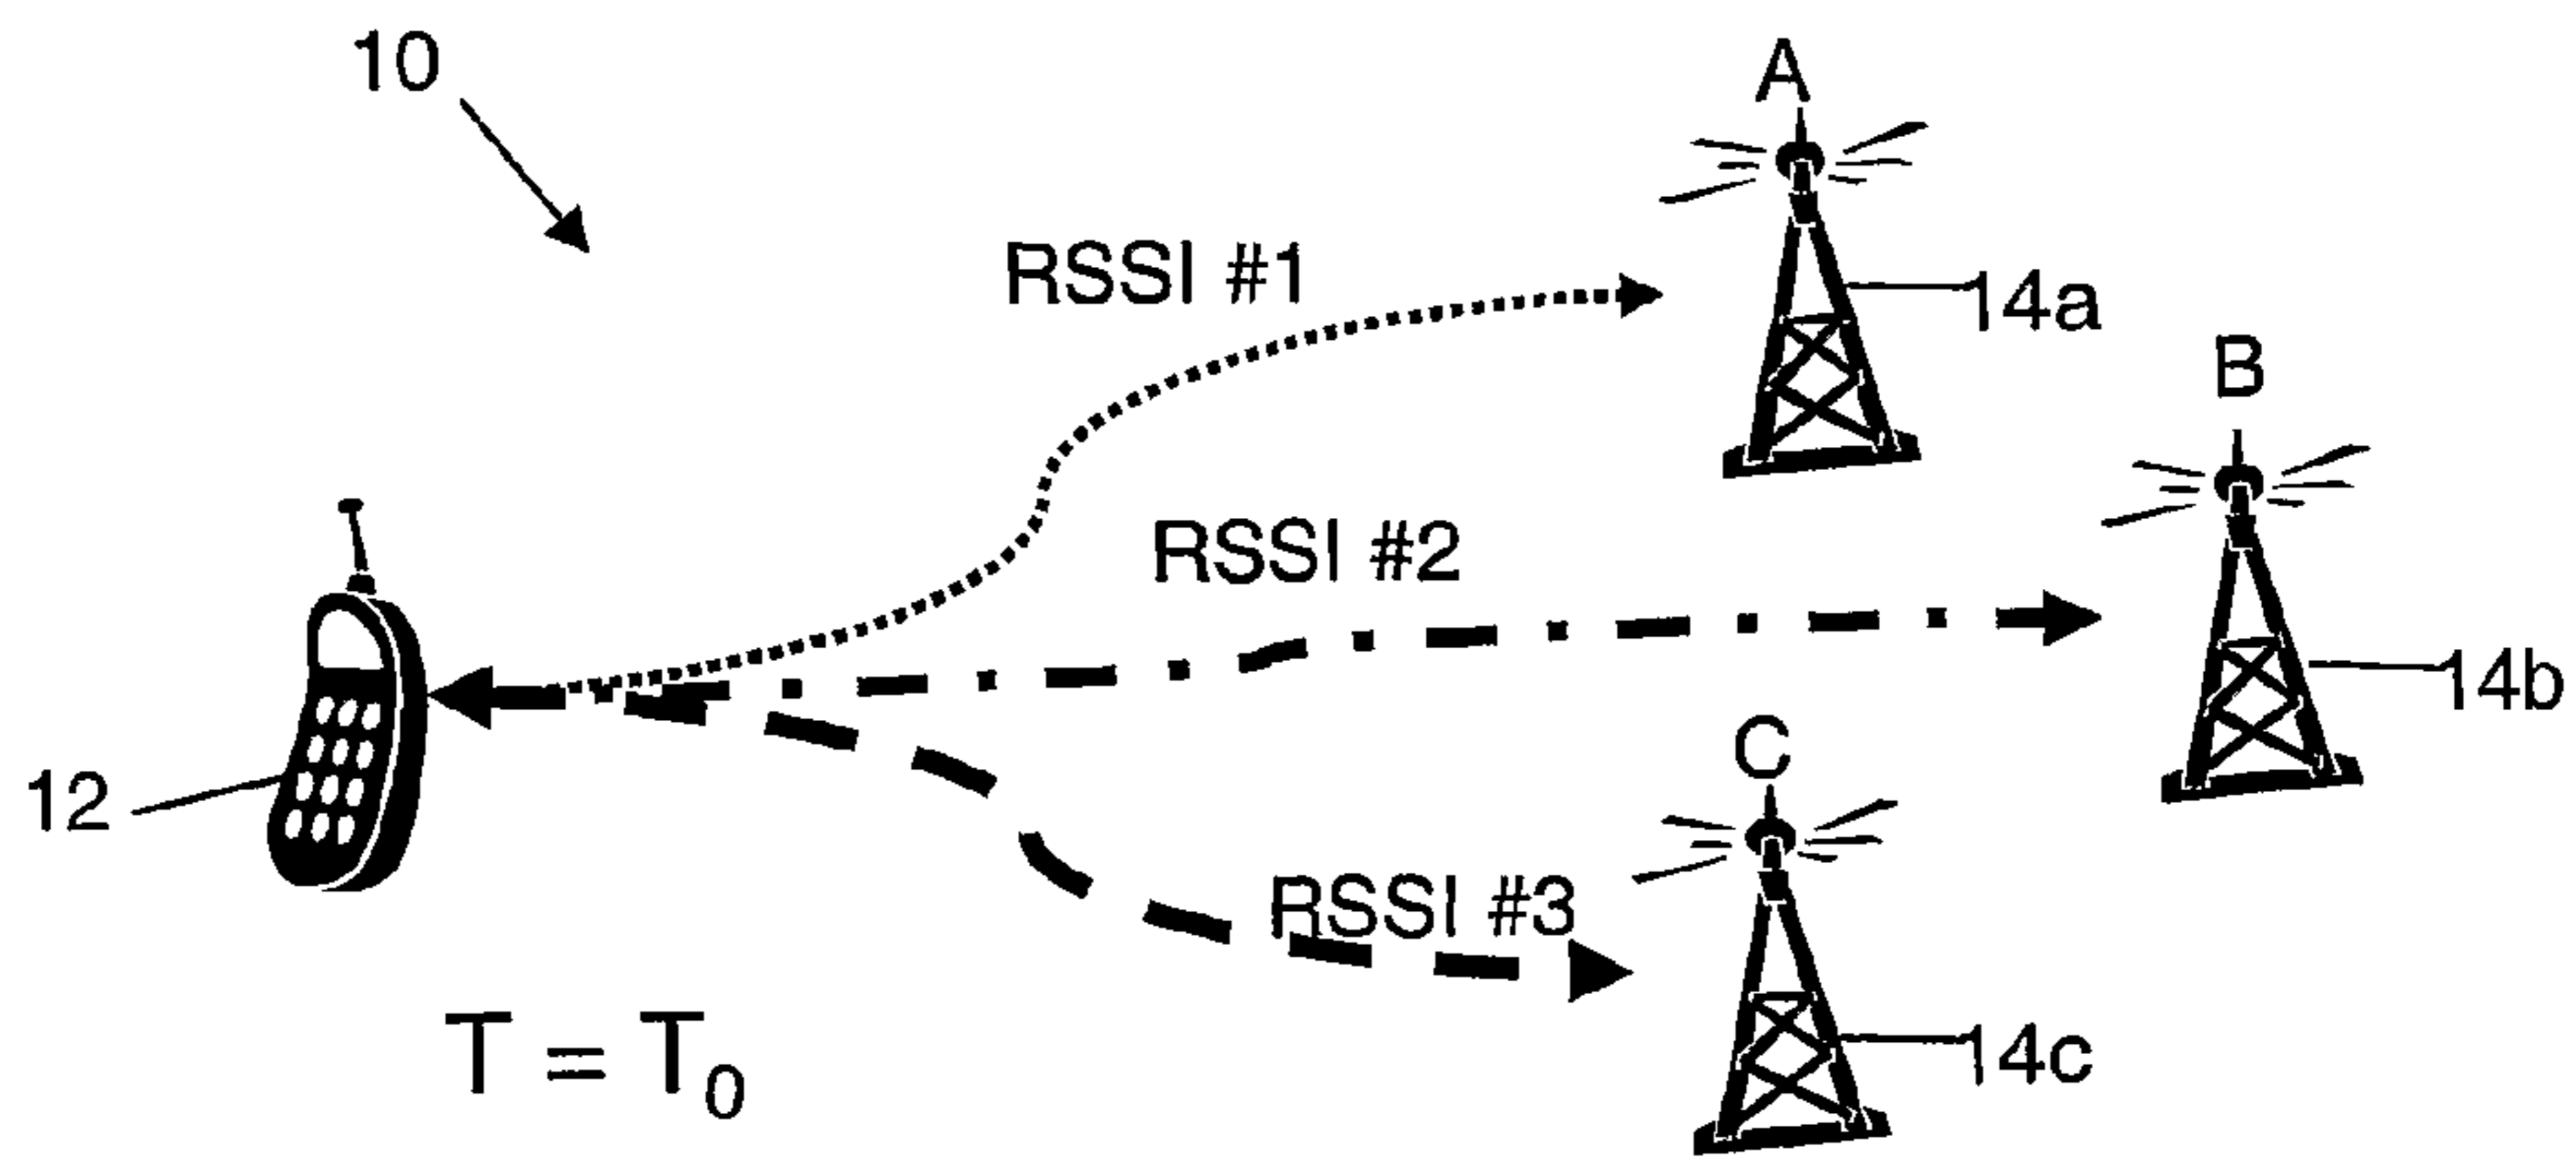 10
A
RSSI #1
14a
B
RSSI #2
14b
C
12
RSSI #3
T = T₀
14c